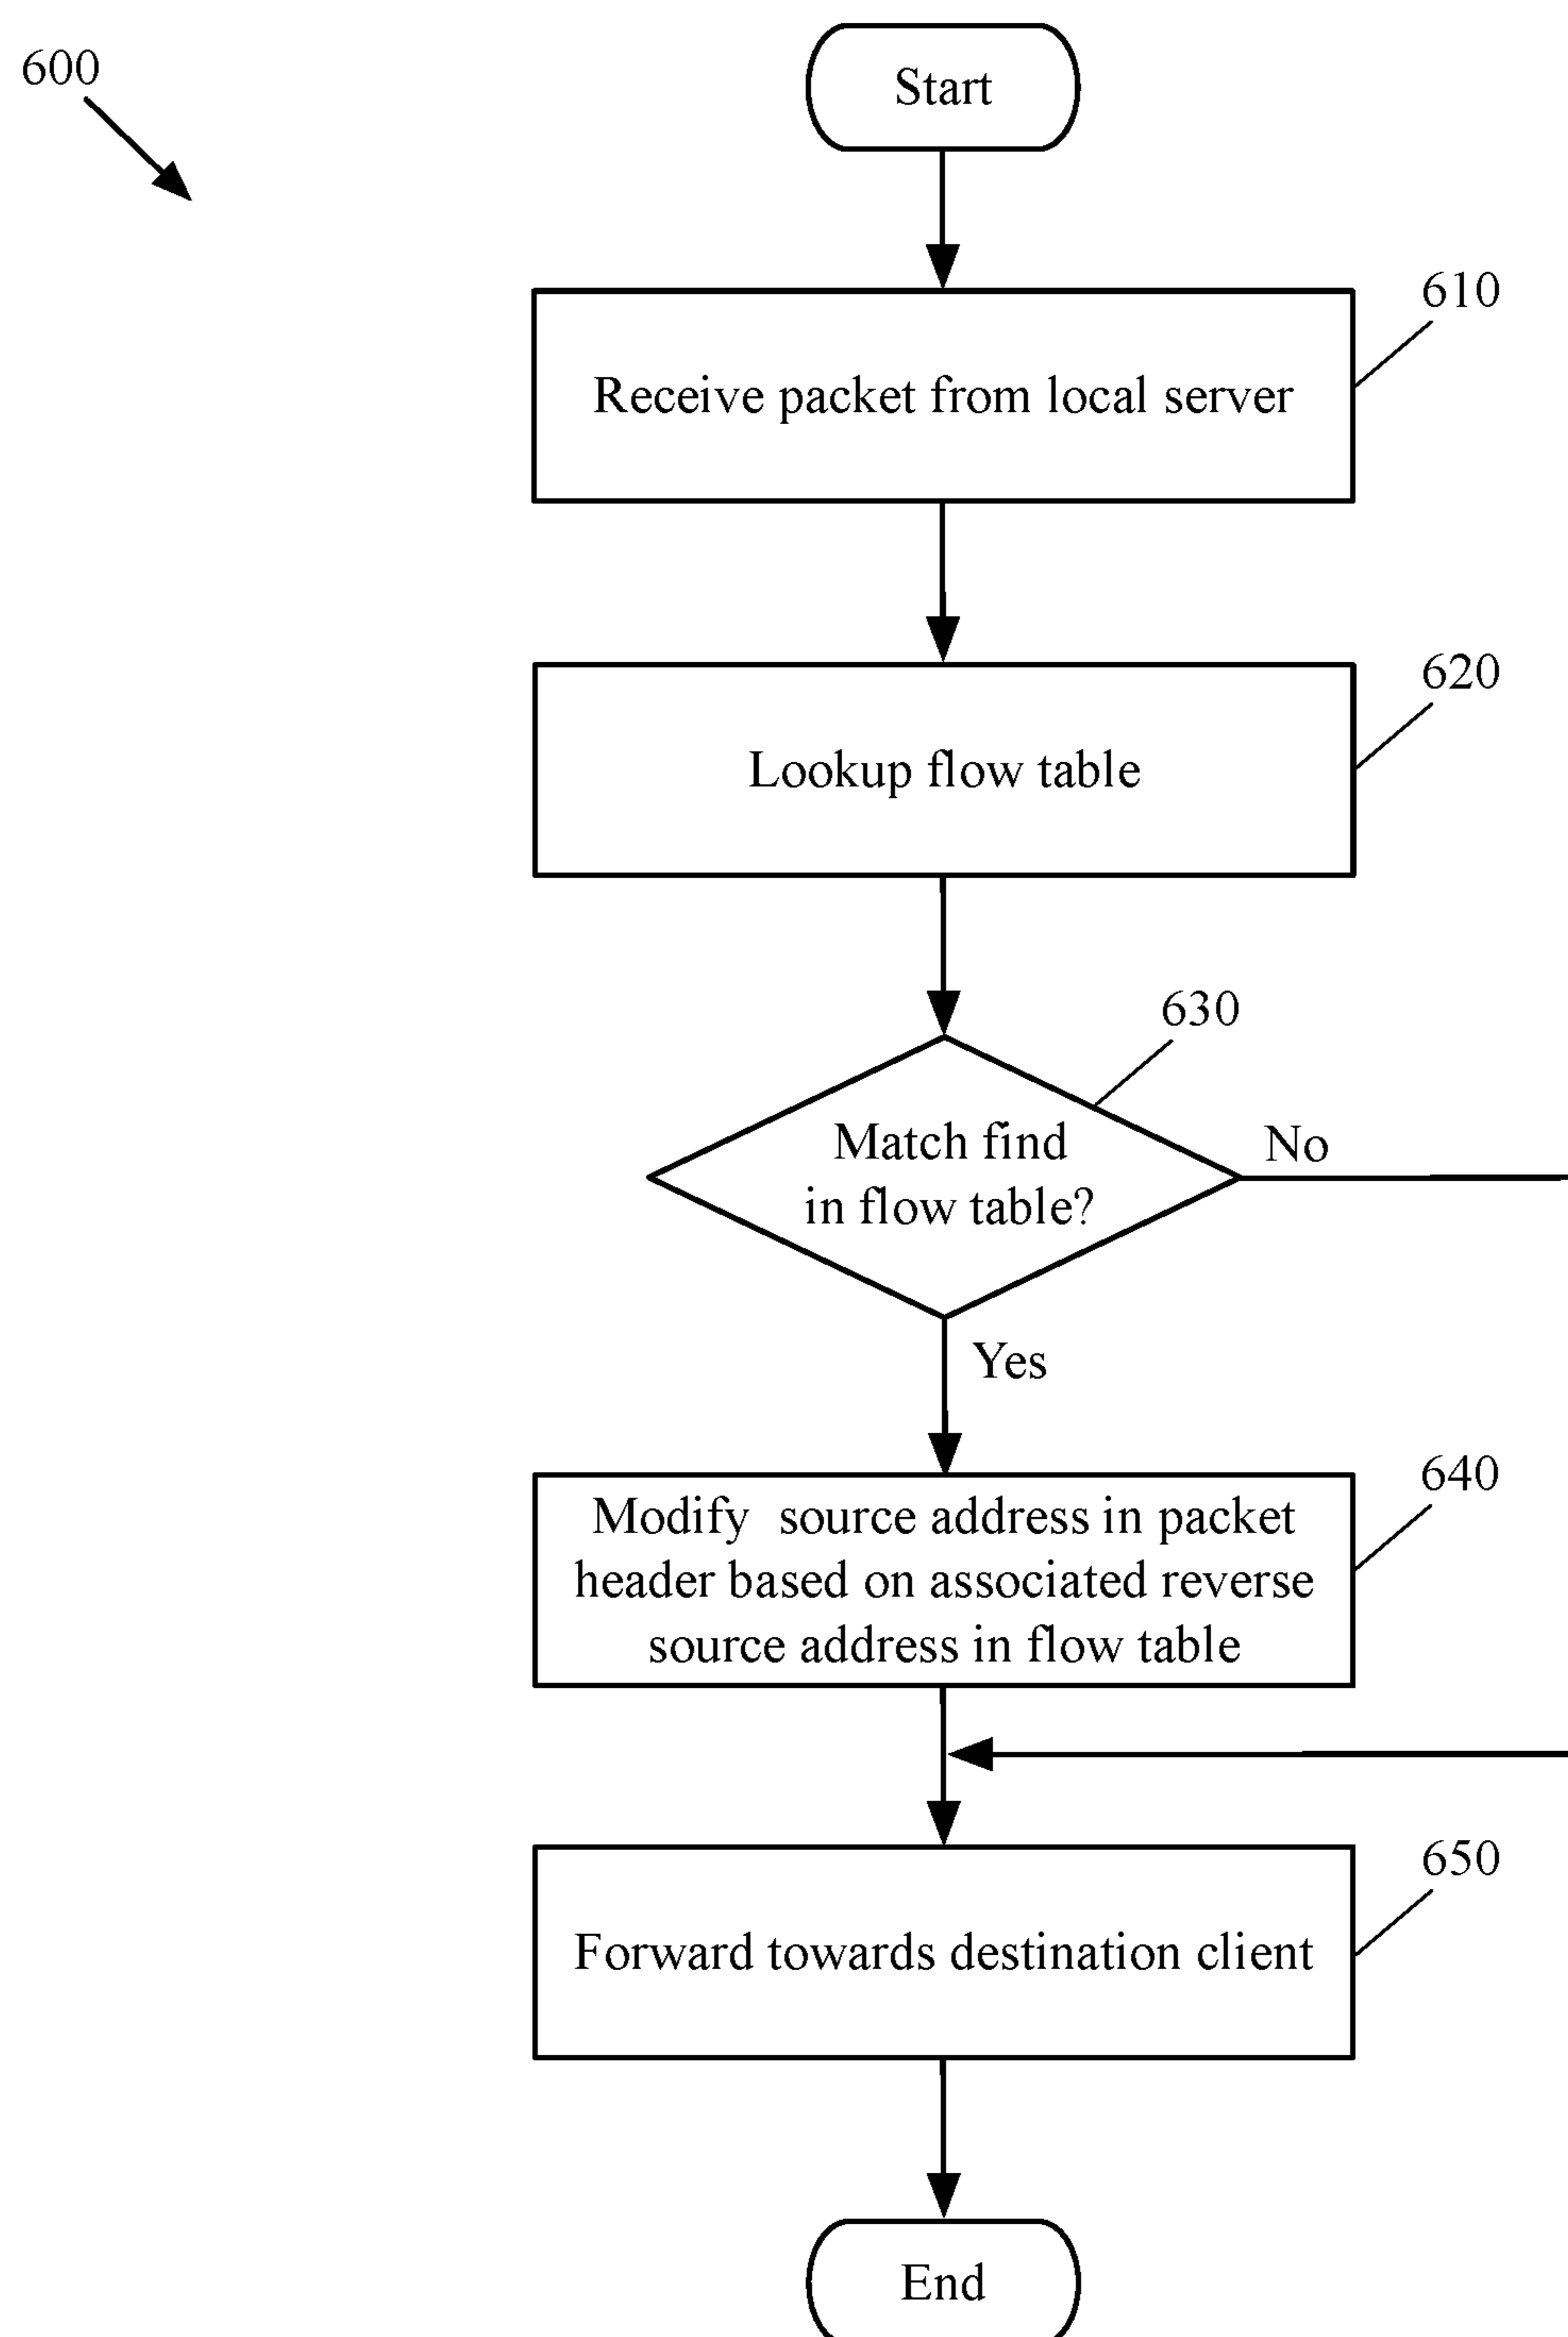 600
Start
610
Receive packet from local server
620
Lookup flow table
630
Match find
in flow table?
No
Yes
640
Modify source address in packet
header based on associated reverse
source address in flow table
650
Forward towards destination client
End